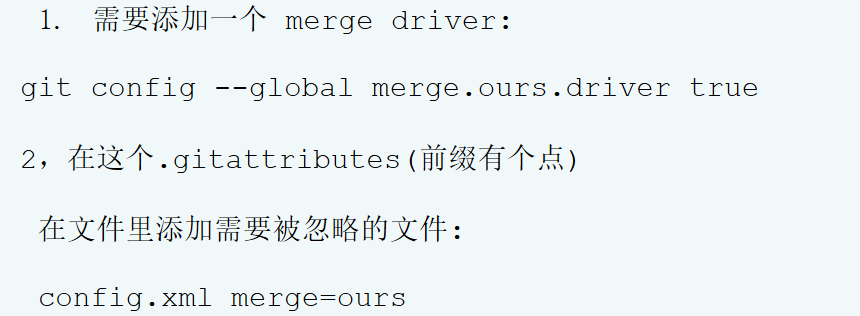 1. 需要添加一个 merge driver:
git config --global merge.ours.driver true
2，在这个.gitattributes(前缀有个点)
在文件里添加需要被忽略的文件:
config.xml merge=ours